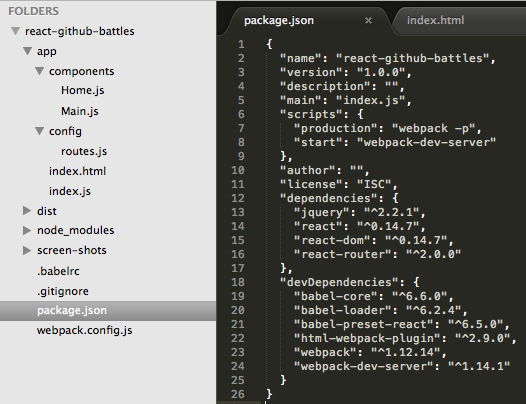 FOLDERS
react-github-battles
app
components
Home.js
Main.js
config
routes.js
index.html
index.js
dist
node_modules
screen-shots
.babelrc
.gitignore
package.json
webpack.config.js
package.json × index.html
1 {
2 "name": "react-github-battles",
3 "version": "1.0.0",
4 "description": "",
5 "main": "index.js",
6 "scripts": {
7 "production": "webpack -p",
8 "start": "webpack-dev-server"
9 },
10 "author": "",
11 "license": "ISC",
12 "dependencies": {
13 "jquery": "^2.2.1",
14 "react": "^0.14.7",
15 "react-dom": "^0.14.7",
16 "react-router": "^2.0.0"
17 },
18 "devDependencies": {
19 "babel-core": "^6.6.0",
20 "babel-loader": "^6.2.4",
21 "babel-preset-react": "^6.5.0",
22 "html-webpack-plugin": "^2.9.0",
23 "webpack": "^1.12.14",
24 "webpack-dev-server": "^1.14.1"
25 }
26 }